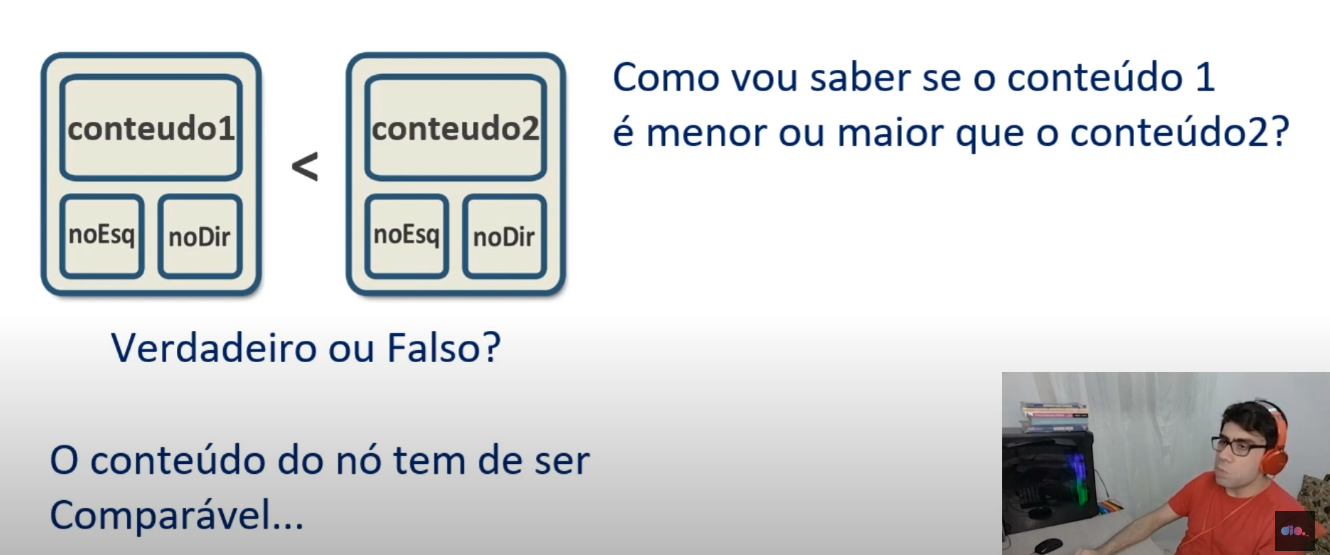 conteudo1
noEsq
noDir
<
conteudo2
noEsq
noDir
Como vou saber se o conteúdo 1
é menor ou maior que o conteúdo2?
Verdadeiro ou Falso?
O conteúdo do nó tem de ser
Comparável...
dio.